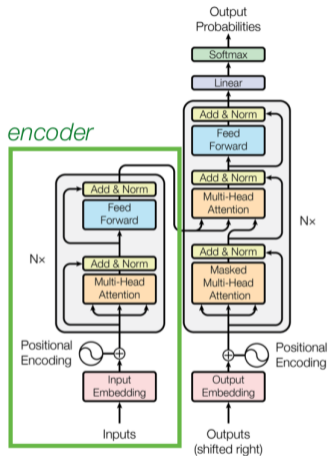 Output
Probabilities
Softmax
Linear
encoder
Add & Norm
Feed
Forward
Add & Norm
Multi-Head
Attention
Nx
Add & Norm
Masked
Multi-Head
Attention
Positional
Encoding
Output
Embedding
Outputs
(shifted right)
Add & Norm
Feed
Forward
Nx
Add & Norm
Multi-Head
Attention
Positional
Encoding
Input
Embedding
Inputs